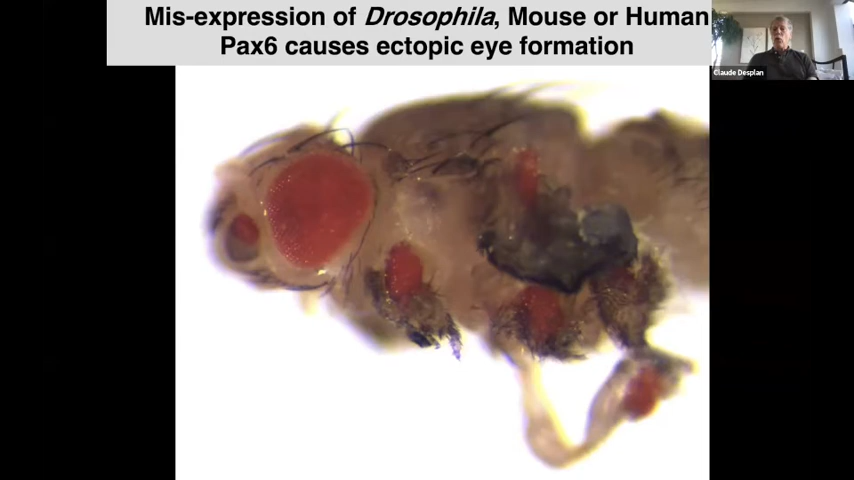 Mis-expression of Drosophila, Mouse or Human
Pax6 causes ectopic eye formation
Claude Desplan